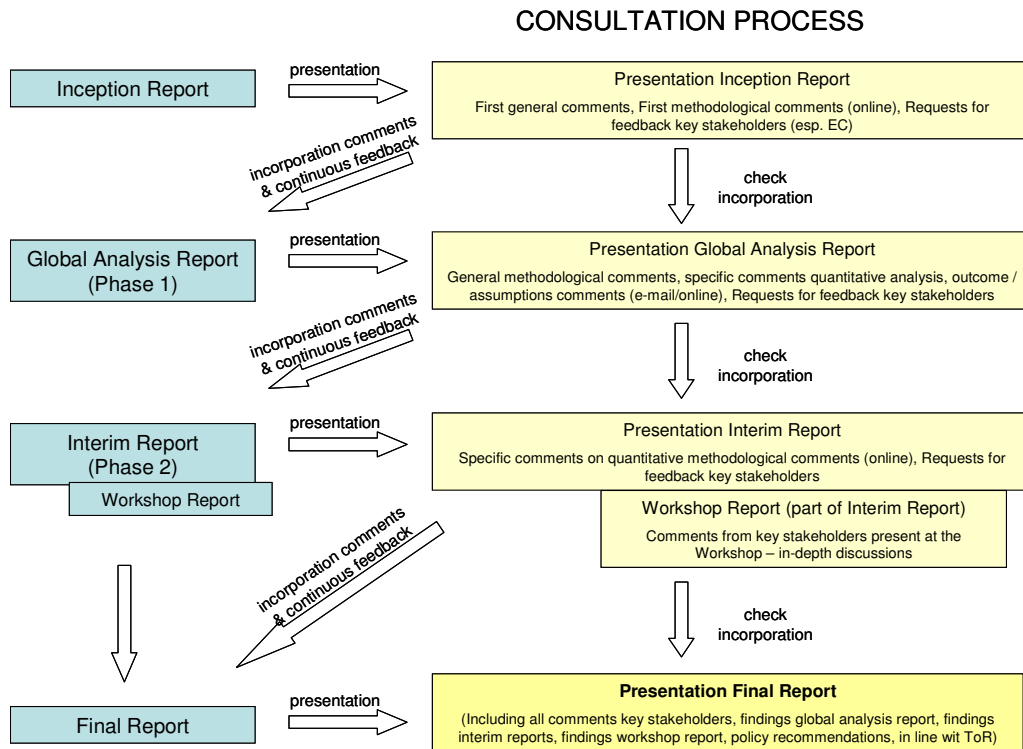 CONSULTATION PROCESS
Inception Report
presentation
Presentation Inception Report
First general comments, First methodological comments (online), Requests for
feedback key stakeholders (esp. EC)
incorporation comments
& continuous feedback
check
incorporation
Global Analysis Report
(Phase 1)
presentation
Presentation Global Analysis Report
General methodological comments, specific comments quantitative analysis, outcome /
assumptions comments (e-mail/online), Requests for feedback key stakeholders
incorporation comments
& continuous feedback
check
incorporation
Interim Report
(Phase 2)
Workshop Report
presentation
Presentation Interim Report
Specific comments on quantitative methodological comments (online), Requests for
feedback key stakeholders
Workshop Report (part of Interim Report)
Comments from key stakeholders present at the
Workshop – in-depth discussions
incorporation comments
& continuous feedback
check
incorporation
Final Report
presentation
Presentation Final Report
(Including all comments key stakeholders, findings global analysis report, findings
interim reports, findings workshop report, policy recommendations, in line wit ToR)